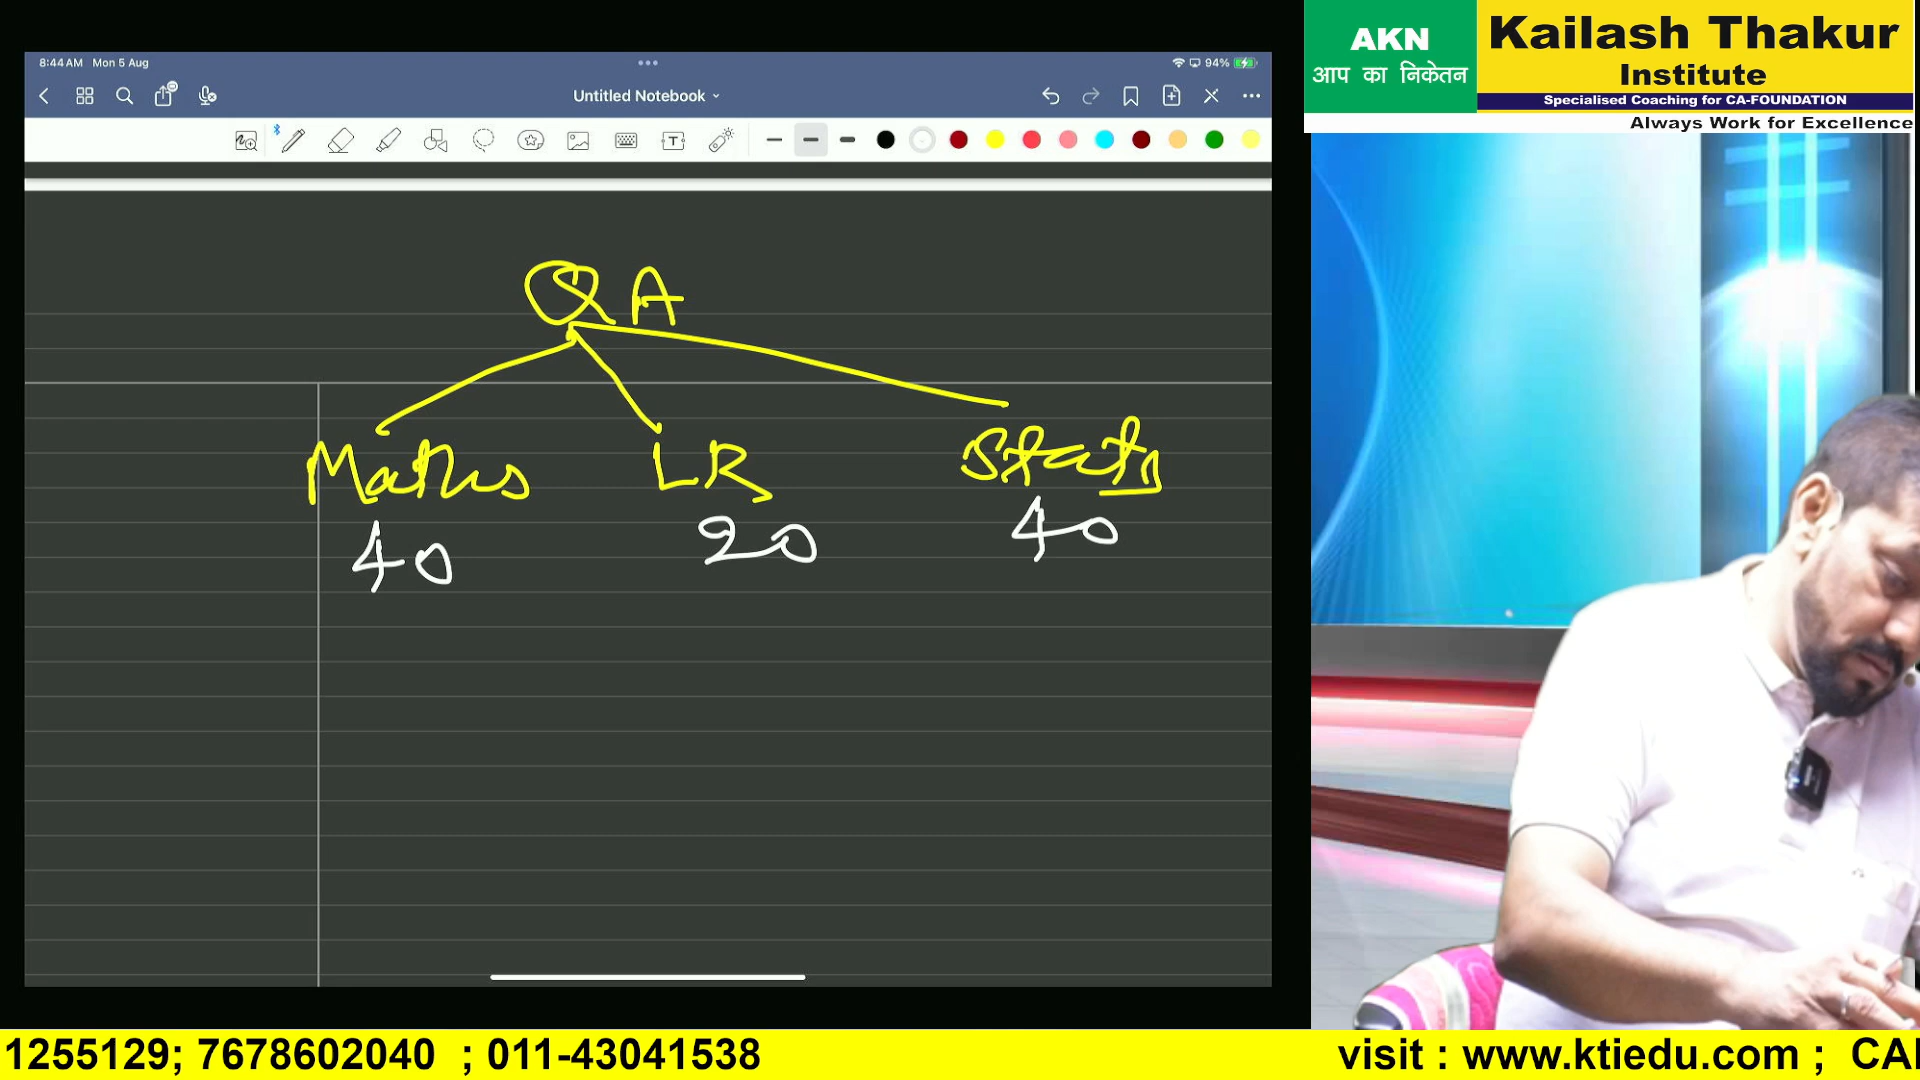 8:44 AM Mon 5 Aug
94%
Untitled Notebook
QA
Maths LR Stats
40 20 40
AKN
आप का निकेतन
Kailash Thakur
Institute
Specialised Coaching for CA-FOUNDATION
Always Work for Excellence
1255129; 7678602040 ; 011-43041538 visit : www.ktiedu.com ; CA